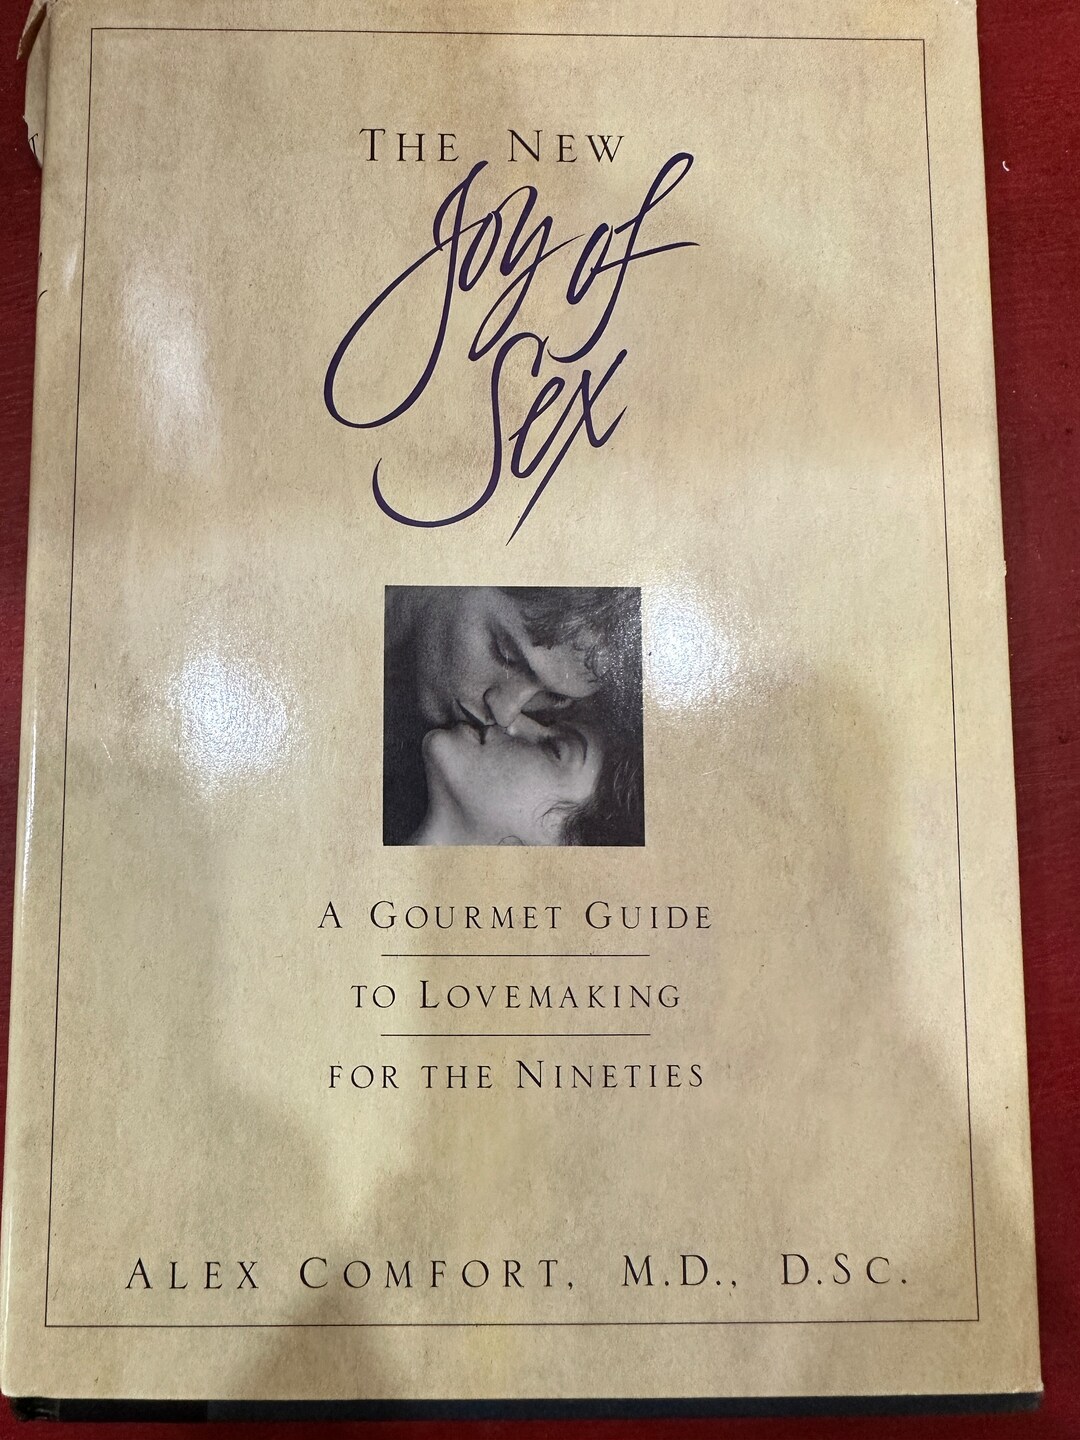 THE NEW
Joy of
Sex
A GOURMET GUIDE
TO LOVEMAKING
FOR THE NINETIES
ALEX COMFORT, M.D., D.SC.